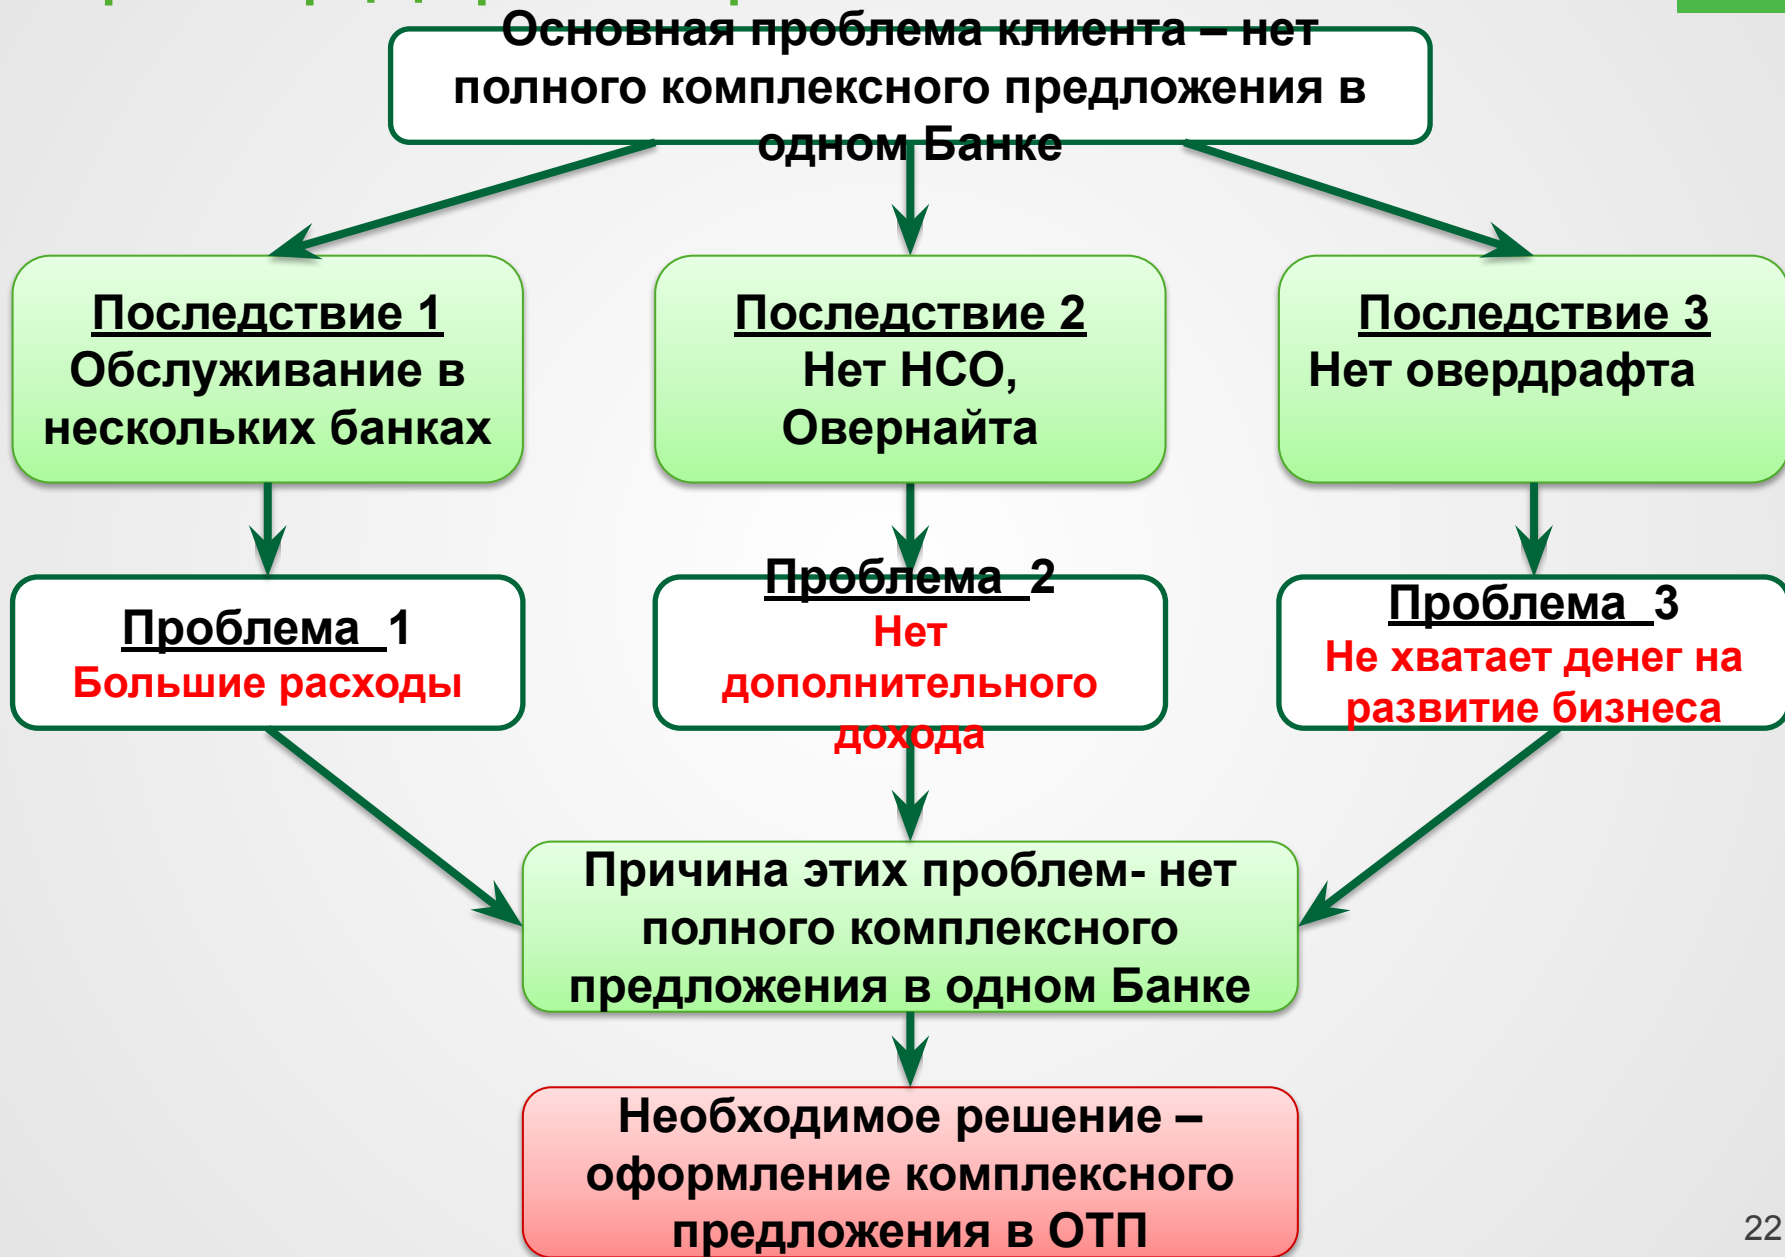 Основная проблема клиента – нет
полного комплексного предложения в
одном Банке
Последствие 1
Обслуживание в
нескольких банках
Последствие 2
Нет НСО,
Овернайта
Последствие 3
Нет овердрафта
Проблема 1
Большие расходы
Проблема 2
Нет
дополнительного
дохода
Проблема 3
Не хватает денег на
развитие бизнеса
Причина этих проблем- нет
полного комплексного
предложения в одном Банке
Необходимое решение –
оформление комплексного
предложения в ОТП
22